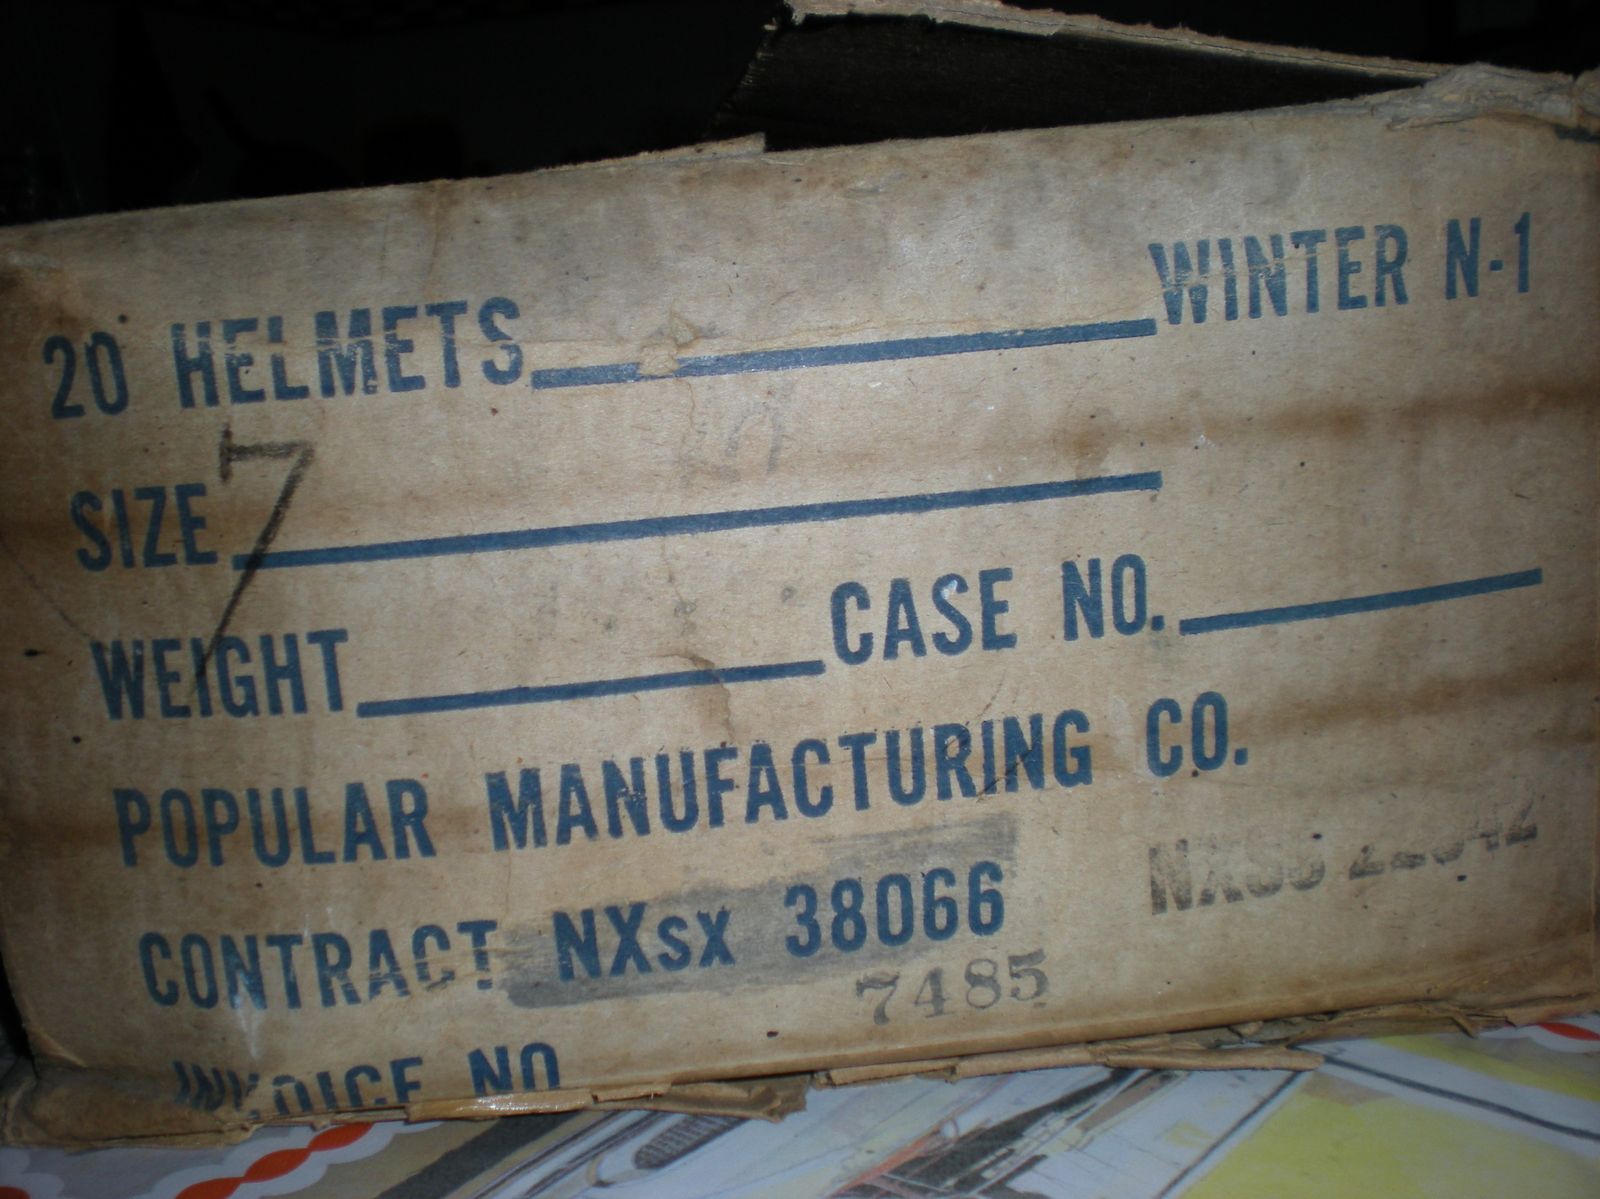 20 HELMETS WINTER N-1
SIZE 7
WEIGHT CASE NO.
POPULAR MANUFACTURING CO.
CONTRACT NXsx 38066
7485
INVOICE NO